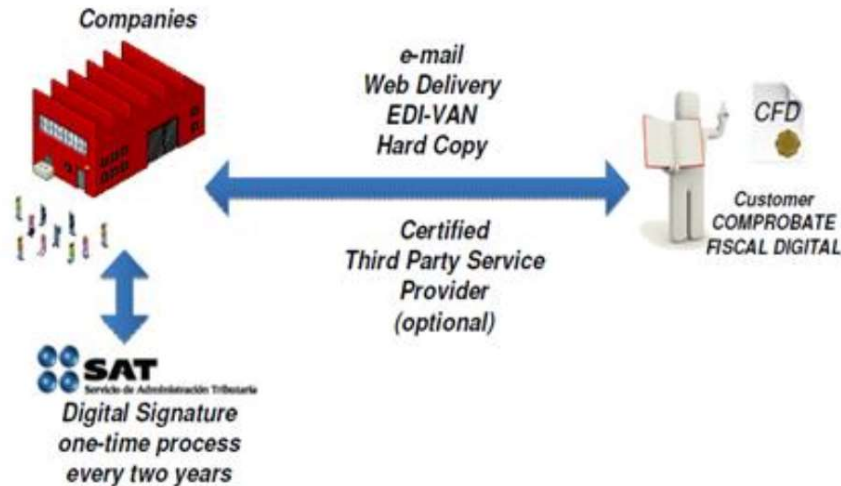 Companies
e-mail
Web Delivery
EDI-VAN
Hard Copy
CFD
Customer
COMPROBATE
FISCAL DIGITAL
Certified
Third Party Service
Provider
(optional)
SAT
Servicio de Administración Tributaria
Digital Signature
one-time process
every two years